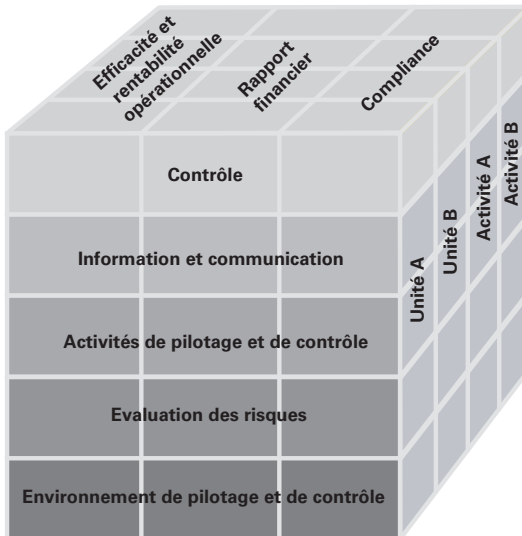 Efficacité et
rentabilité
opérationnelle
Rapport
financier
Compliance
Contrôle
Information et communication
Activités de pilotage et de contrôle
Evaluation des risques
Environnement de pilotage et de contrôle
Unité A
Unité B
Activité A
Activité B